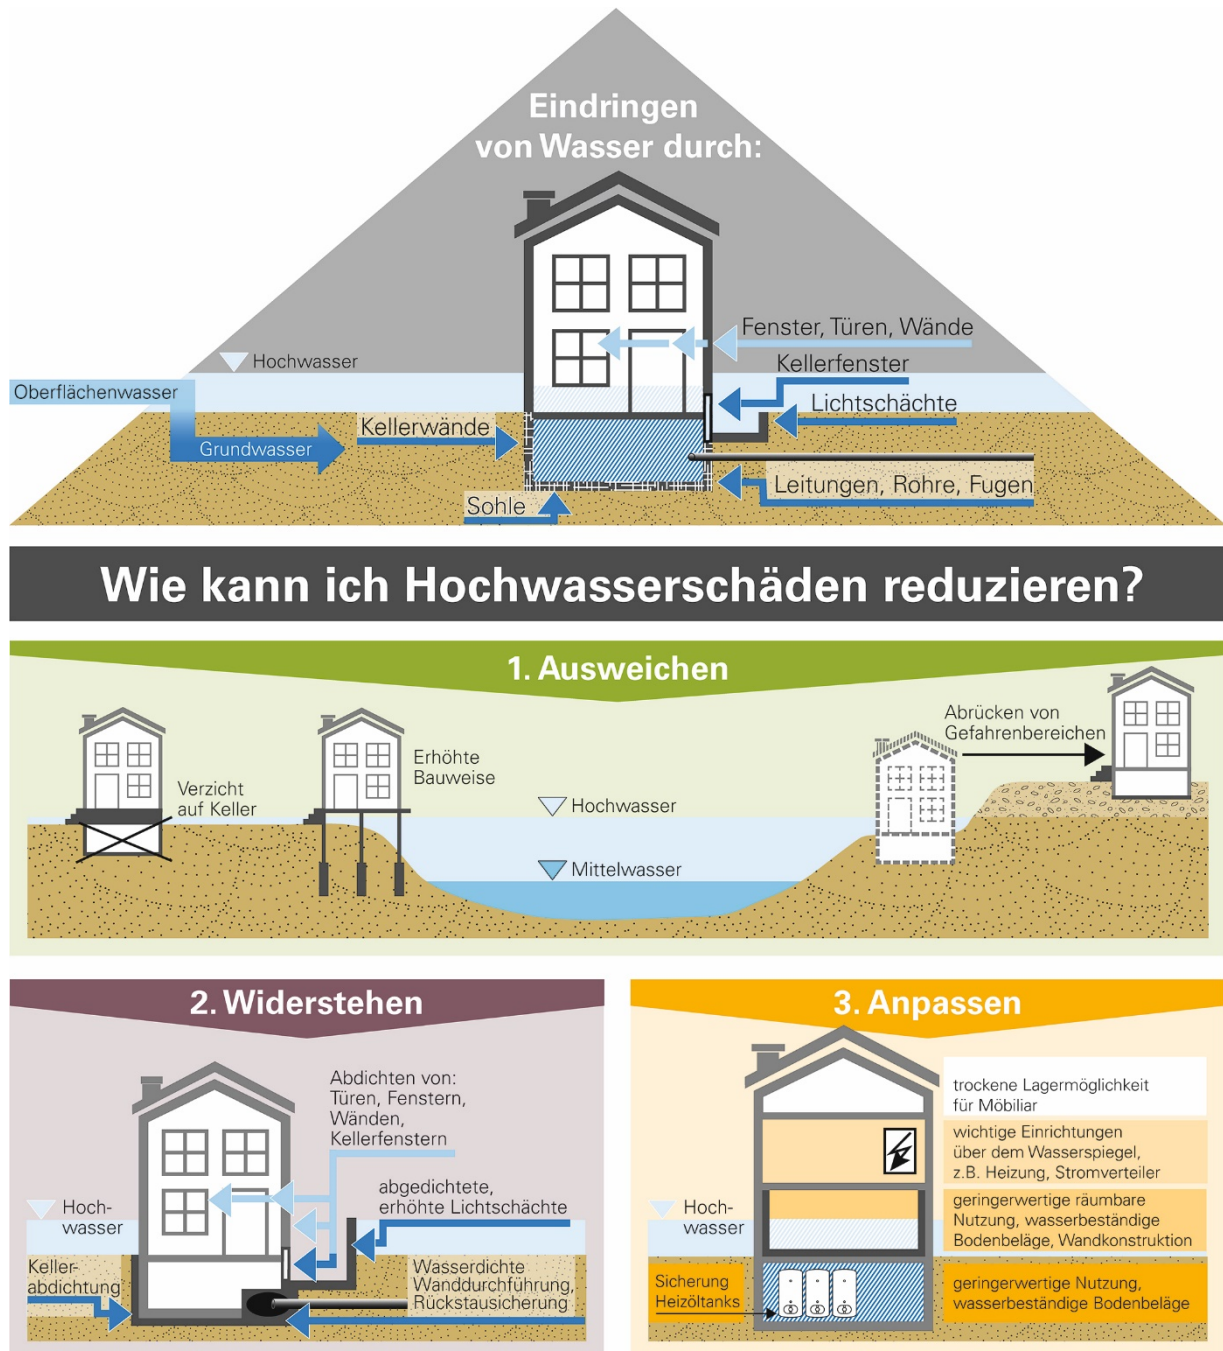 Eindringen
von Wasser durch:
Fenster, Türen, Wände
Hochwasser
Kellerfenster
Oberflächenwasser
Lichtschächte
Kellerwände
Grundwasser
Leitungen, Rohre, Fugen
Sohle
Wie kann ich Hochwasserschäden reduzieren?
1. Ausweichen
Abrücken von
Gefahrenbereichen
Erhöhte
Bauweise
Verzicht
auf Keller
Hochwasser
Mittelwasser
2. Widerstehen
Abdichten von:
Türen, Fenstern,
Wänden,
Kellerfenstern
abgedichtete,
erhöhte Lichtschächte
Hoch-
wasser
Keller-
abdichtung
Wasserdichte
Wanddurchführung,
Rückstausicherung
3. Anpassen
trockene Lagermöglichkeit
für Möbiliar
wichtige Einrichtungen
über dem Wasserspiegel,
z.B. Heizung, Stromverteiler
Hoch-
wasser
geringerwertige räumbare
Nutzung, wasserbeständige
Bodenbeläge, Wandkonstruktion
Sicherung
Heizöltanks
geringerwertige Nutzung,
wasserbeständige Bodenbeläge